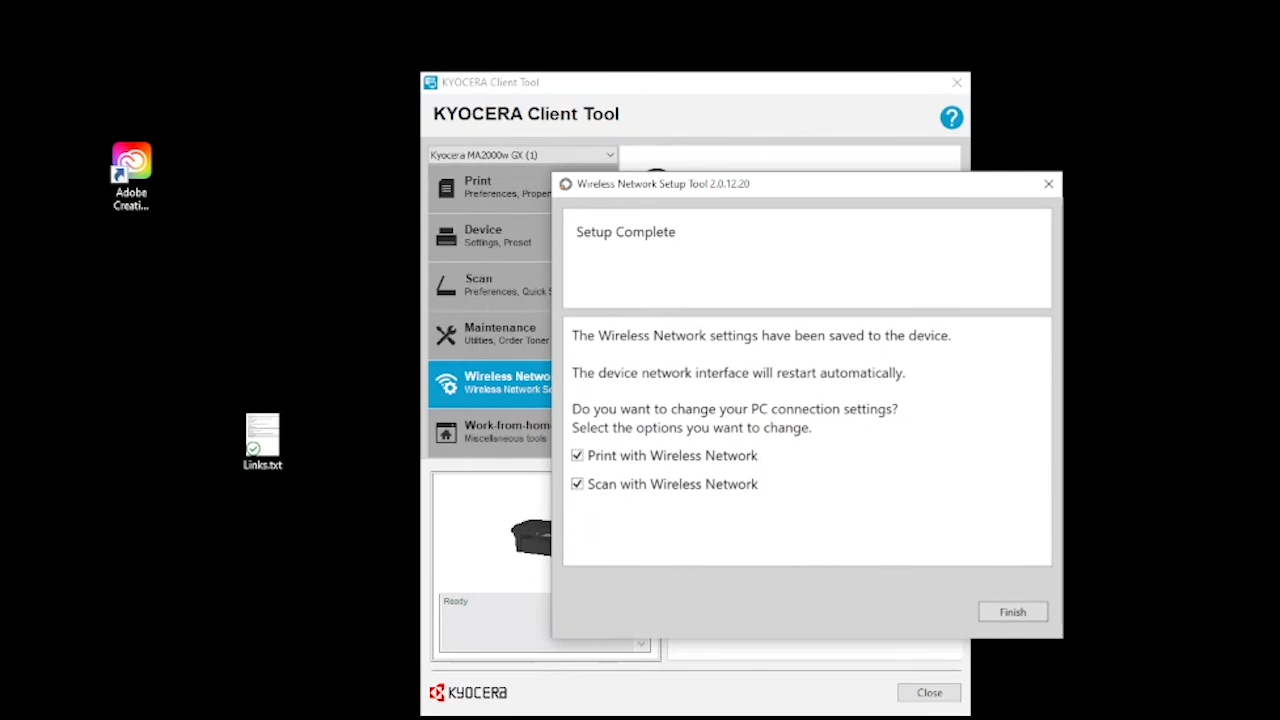 KYOCERA Client Tool
KYOCERA Client Tool
?
Kyocera MA2000w GX (1)
Print
Preferences, Proper
Device
Settings, Preset
Scan
Preferences, Quick S
Maintenance
Utilities, Order Toner
Wireless Netwo
Wireless Network Se
Work-from-hom
Miscellaneous tools
Ready
KYOCERA
Close
Wireless Network Setup Tool 2.0.12.20
Setup Complete
The Wireless Network settings have been saved to the device.
The device network interface will restart automatically.
Do you want to change your PC connection settings?
Select the options you want to change.
Print with Wireless Network
Scan with Wireless Network
Finish
Adobe
Creati...
Links.txt